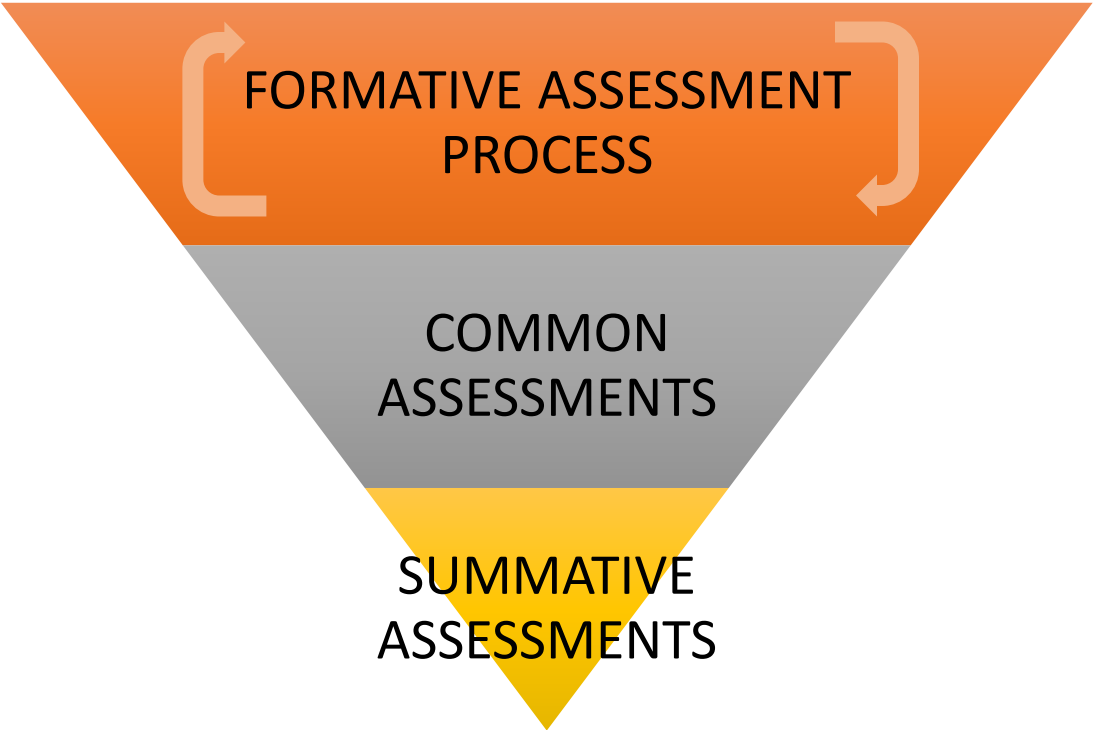 FORMATIVE ASSESSMENT
PROCESS
COMMON
ASSESSMENTS
SUMMATIVE
ASSESSMENTS